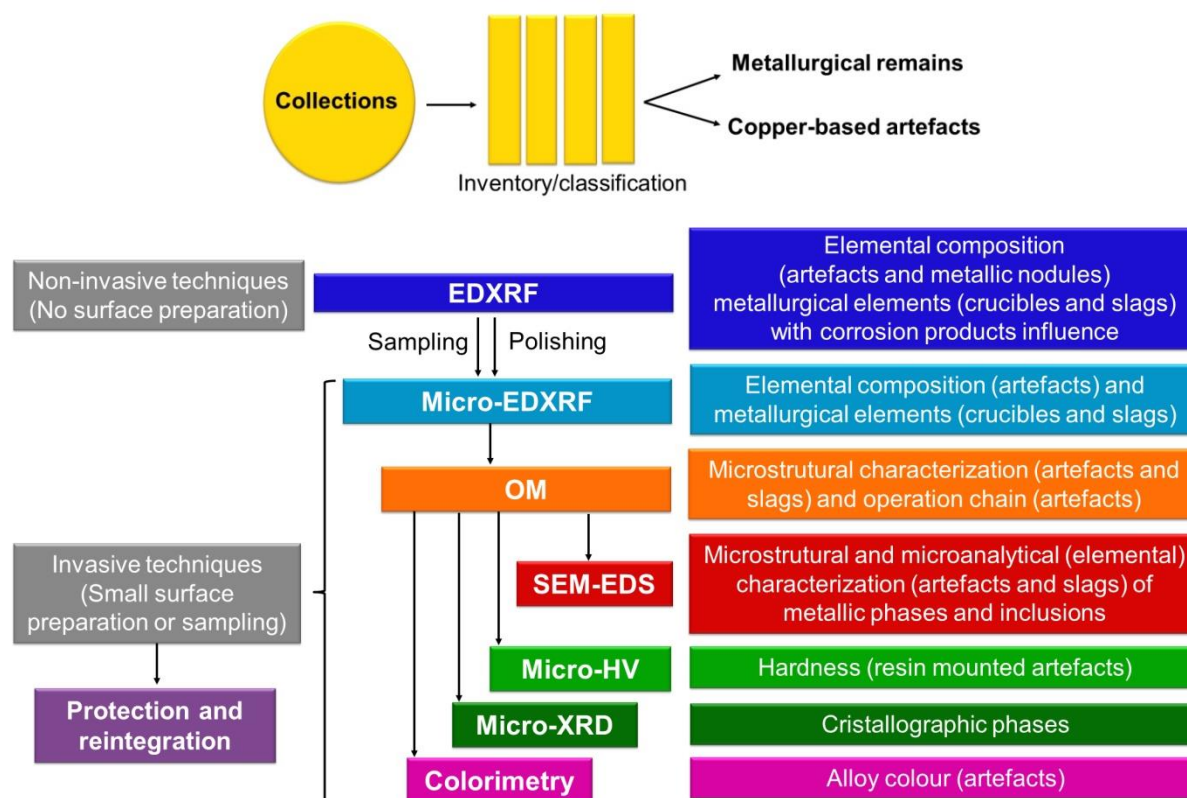 Collections
Inventory/classification
Metallurgical remains
Copper-based artefacts
Non-invasive techniques
(No surface preparation)
EDXRF
Elemental composition
(artefacts and metallic nodules)
metallurgical elements (crucibles and slags)
with corrosion products influence
Sampling
Polishing
Micro-EDXRF
Elemental composition (artefacts) and
metallurgical elements (crucibles and slags)
OM
Microstrutural characterization (artefacts and
slags) and operation chain (artefacts)
Invasive techniques
(Small surface
preparation or sampling)
SEM-EDS
Microstrutural and microanalytical (elemental)
characterization (artefacts and slags) of
metallic phases and inclusions
Micro-HV
Hardness (resin mounted artefacts)
Protection and
reintegration
Micro-XRD
Cristallographic phases
Colorimetry
Alloy colour (artefacts)